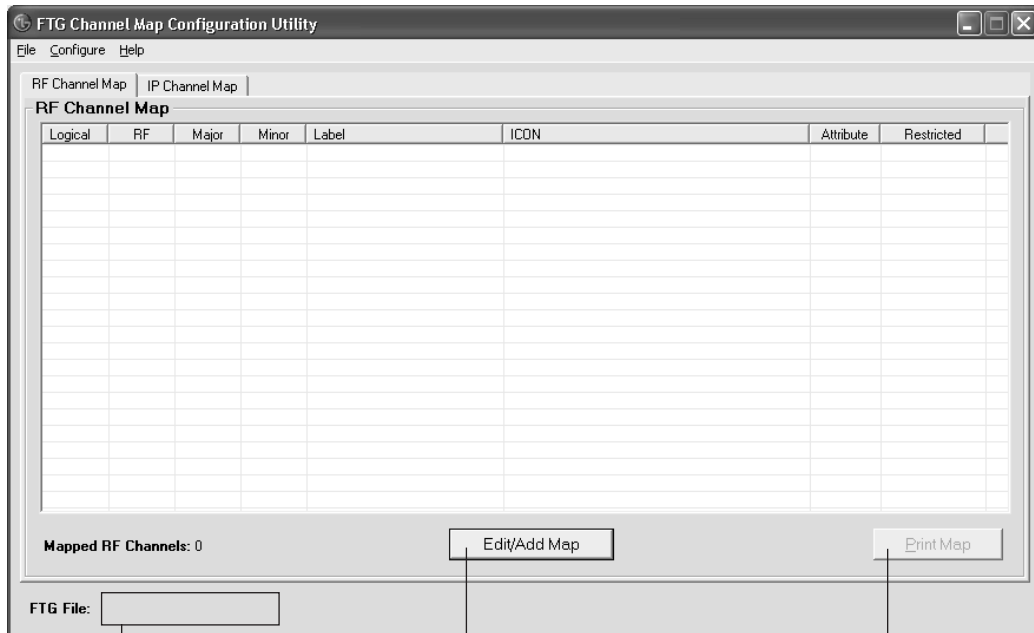 FTG Channel Map Configuration Utility
File Configure Help
RF Channel Map IP Channel Map
RF Channel Map
Logical RF Major Minor Label ICON Attribute Restricted
Mapped RF Channels: 0 Edit/Add Map Print Map
FTG File: